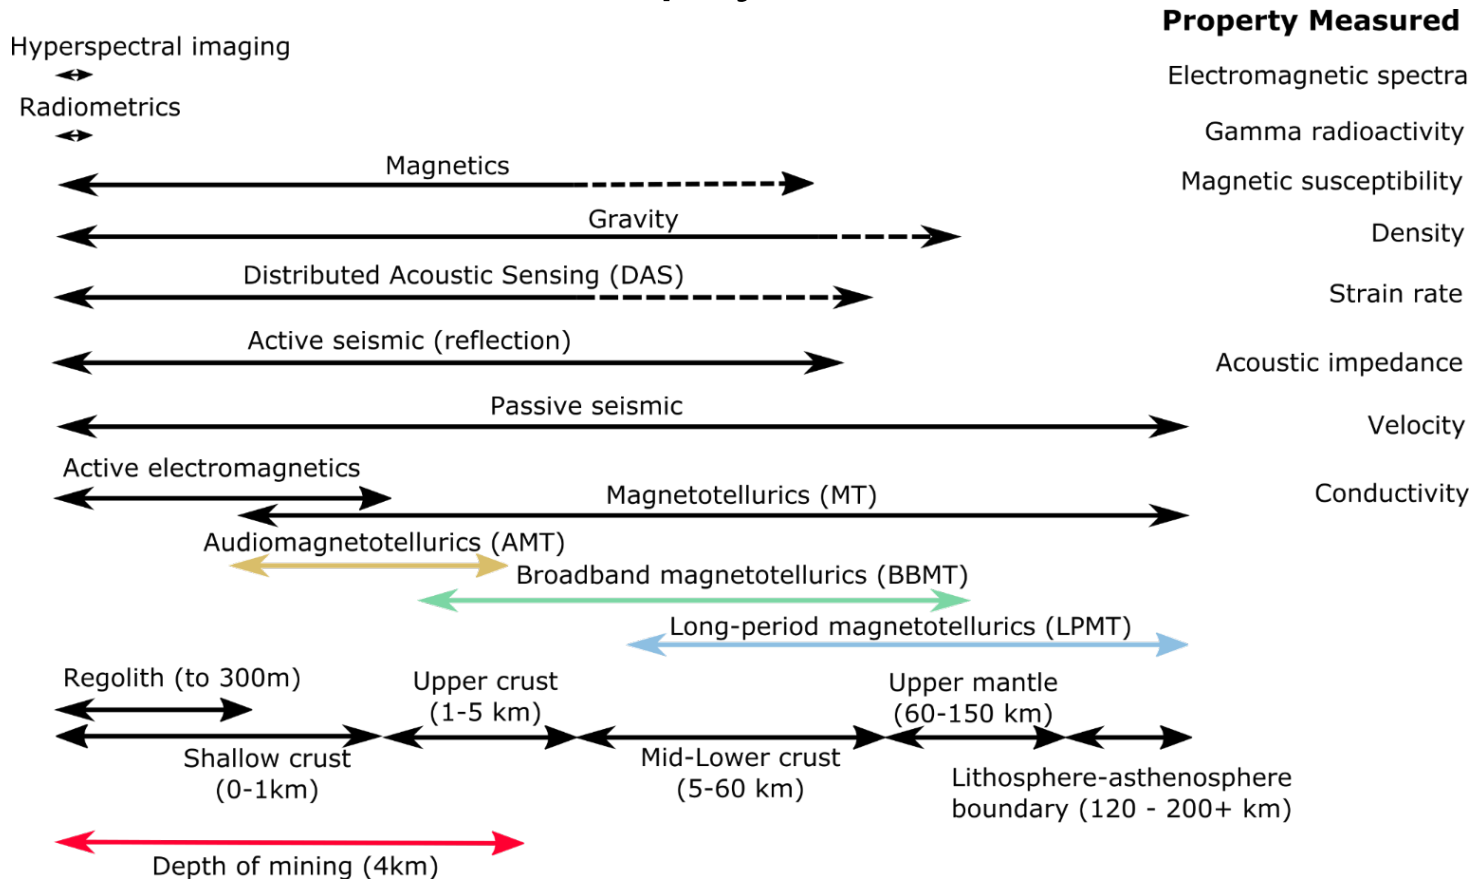 Property Measured
Hyperspectral imaging
Electromagnetic spectra
Radiometrics
Gamma radioactivity
Magnetics
Magnetic susceptibility
Gravity
Density
Distributed Acoustic Sensing (DAS)
Strain rate
Active seismic (reflection)
Acoustic impedance
Passive seismic
Velocity
Active electromagnetics
Magnetotellurics (MT)
Conductivity
Audiomagnetotellurics (AMT)
Broadband magnetotellurics (BBMT)
Long-period magnetotellurics (LPMT)
Regolith (to 300m)
Upper crust
(1-5 km)
Upper mantle
(60-150 km)
Shallow crust
(0-1km)
Mid-Lower crust
(5-60 km)
Lithosphere-asthenosphere
boundary (120 - 200+ km)
Depth of mining (4km)